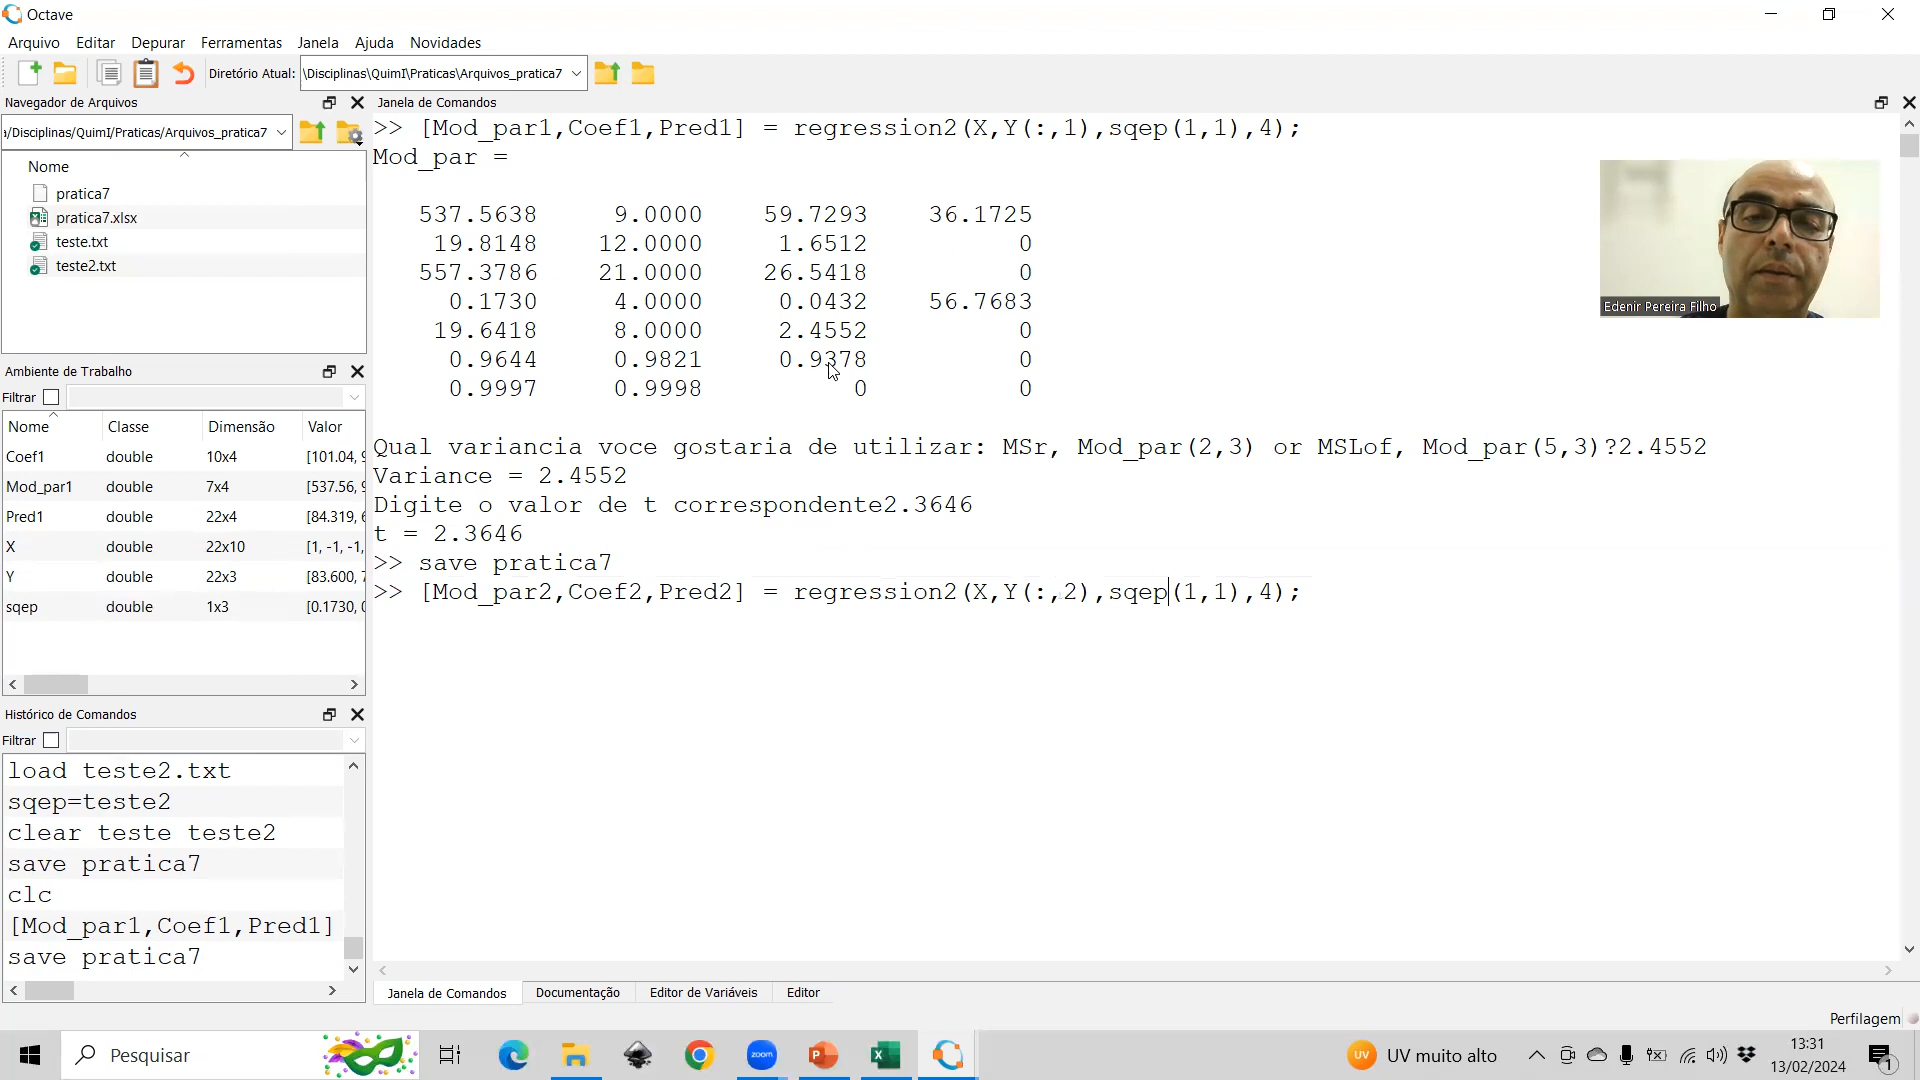 Octave
Arquivo Editar Depurar Ferramentas Janela Ajuda Novidades
Diretório Atual: \Disciplinas\QuimI\Praticas\Arquivos_pratica7
Navegador de Arquivos
a/Disciplinas/QuimI/Praticas/Arquivos_pratica7
Nome
pratica7
pratica7.xlsx
teste.txt
teste2.txt
Ambiente de Trabalho
Filtrar
Nome Classe Dimensão Valor
Coef1 double 10x4 [101.04, 9
Mod_par1 double 7x4 [537.56, 9
Pred1 double 22x4 [84.319, 6
X double 22x10 [1, -1, -1,
Y double 22x3 [83.600, 7
sqep double 1x3 [0.1730, 0
Histórico de Comandos
Filtrar
load teste2.txt
sqep=teste2
clear teste teste2
save pratica7
clc
[Mod_par1,Coef1,Pred1]
save pratica7
Janela de Comandos
>> [Mod_par1,Coef1,Pred1] = regression2(X,Y(:,1),sqep(1,1),4);
Mod_par =
537.5638 9.0000 59.7293 36.1725
19.8148 12.0000 1.6512 0
557.3786 21.0000 26.5418 0
0.1730 4.0000 0.0432 56.7683
19.6418 8.0000 2.4552 0
0.9644 0.9821 0.9378 0
0.9997 0.9998 0 0
Qual variancia voce gostaria de utilizar: MSr, Mod_par(2,3) or MSLof, Mod_par(5,3)?2.4552
Variance = 2.4552
Digite o valor de t correspondente2.3646
t = 2.3646
>> save pratica7
>> [Mod_par2,Coef2,Pred2] = regression2(X,Y(:,2),sqep(1,1),4);
Edenir Pereira Filho
Janela de Comandos Documentação Editor de Variáveis Editor
Perfilagem
Pesquisar
zoom
UV UV muito alto
13:31
13/02/2024
1